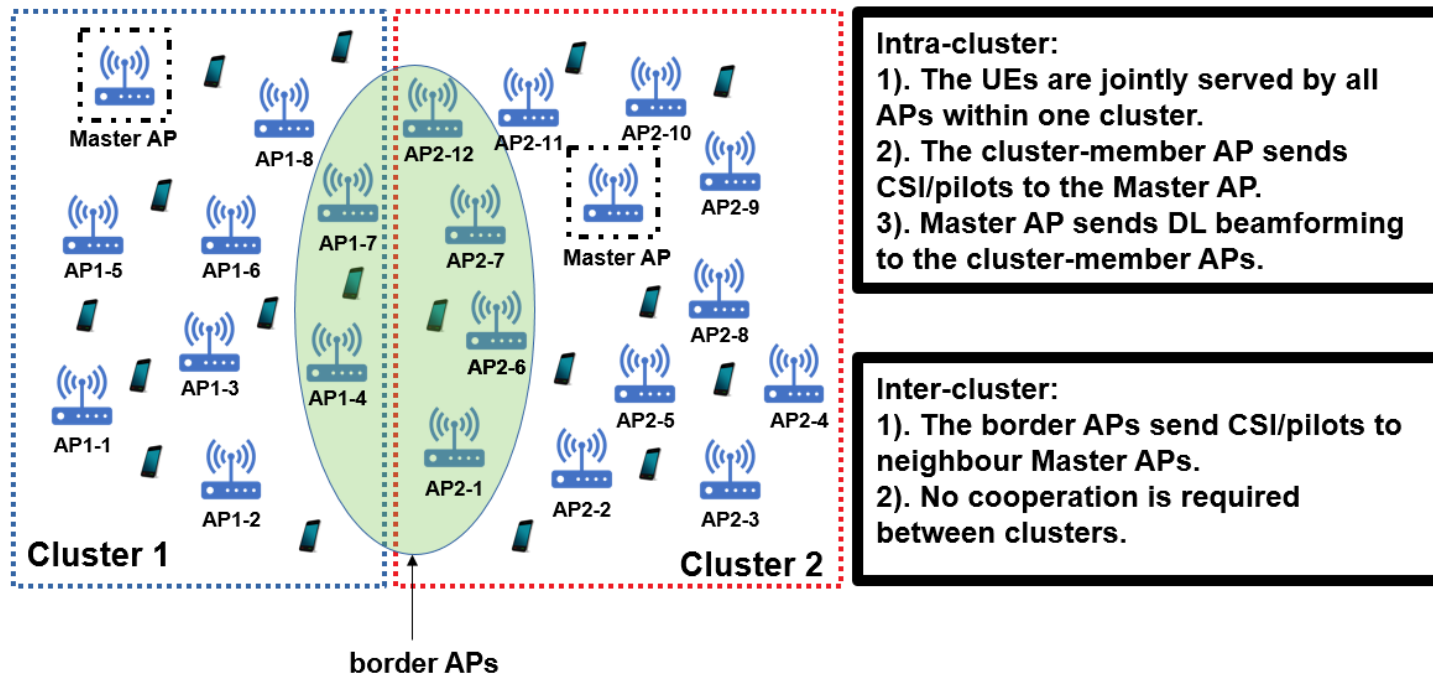 Master AP
AP1-8
AP2-12
AP2-11
AP2-10
AP1-7
AP2-9
AP1-5
AP1-6
AP2-7
Master AP
AP2-8
AP1-3
AP1-4
AP2-6
AP1-1
AP2-5
AP2-4
AP1-2
AP2-1
AP2-2
AP2-3
Cluster 1
Cluster 2
border APs
Intra-cluster:
1). The UEs are jointly served by all
APs within one cluster.
2). The cluster-member AP sends
CSI/pilots to the Master AP.
3). Master AP sends DL beamforming
to the cluster-member APs.
Inter-cluster:
1). The border APs send CSI/pilots to
neighbour Master APs.
2). No cooperation is required
between clusters.